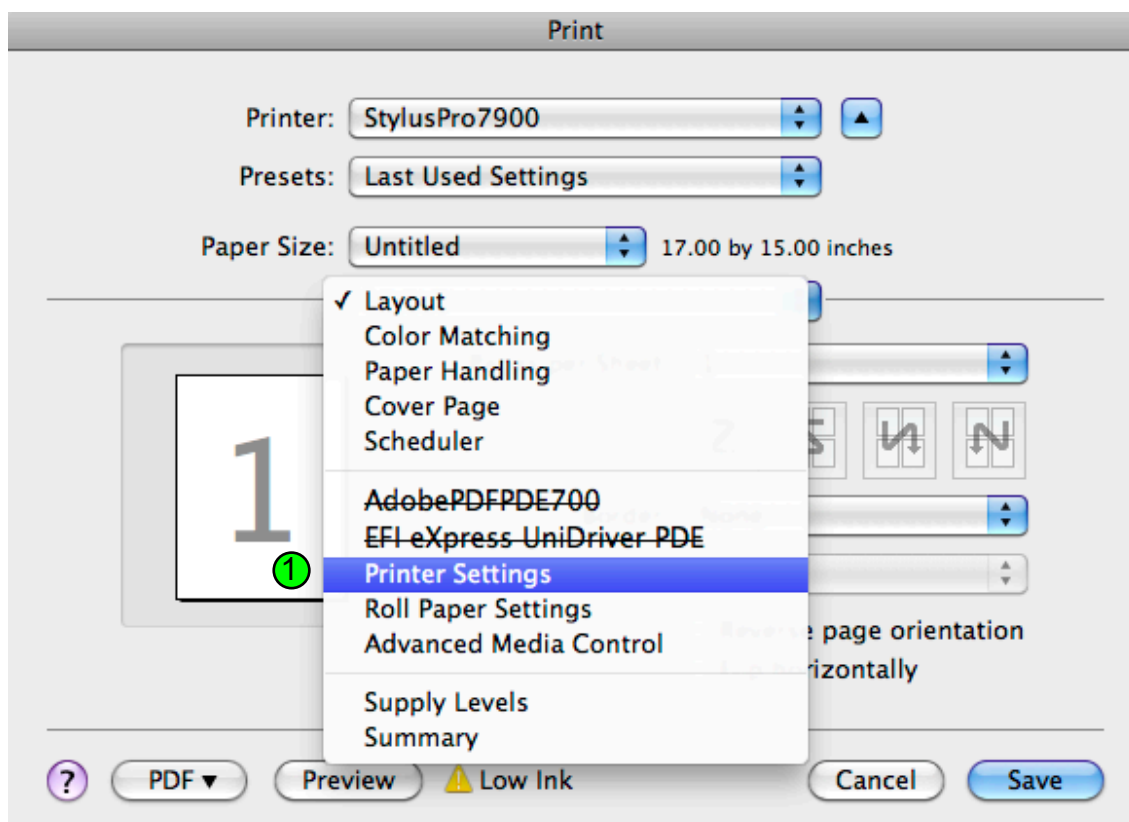 Print
Printer: StylusPro7900
Presets: Last Used Settings
Paper Size: Untitled 17.00 by 15.00 inches
✓ Layout
Color Matching
Paper Handling
Cover Page
Scheduler
AdobePDFPDE700
EFI eXpress UniDriver PDE
1 Printer Settings
Roll Paper Settings
Advanced Media Control
Supply Levels
Summary
1
page orientation
rizontally
? PDF ▼ Preview Low Ink Cancel Save